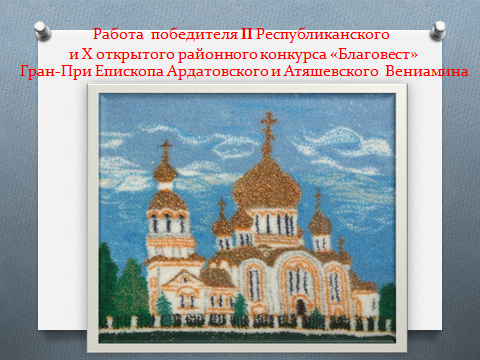 Работа победителя II Республиканского
и X открытого районного конкурса «Благовест»
Гран-При Епископа Ардатовского и Атяшевского Вениамина